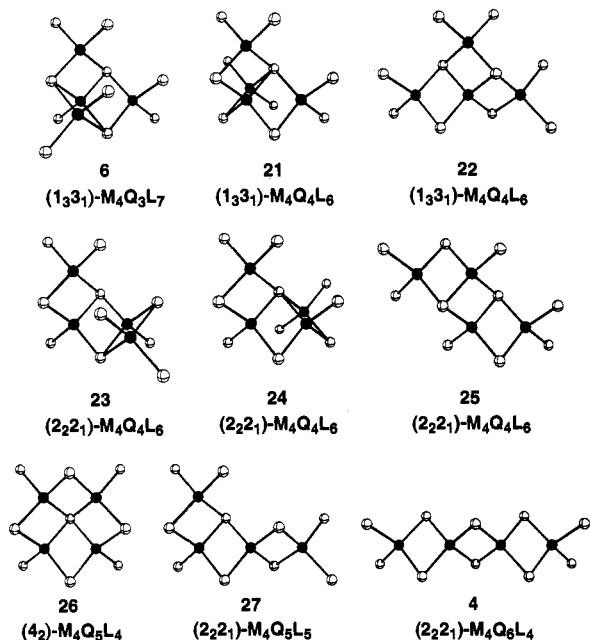 6 21 22
(1₃3₁)-M₄Q₃L₇ (1₃3₁)-M₄Q₄L₆ (1₃3₁)-M₄Q₄L₆
23 24 25
(2₂2₁)-M₄Q₄L₆ (2₂2₁)-M₄Q₄L₆ (2₂2₁)-M₄Q₄L₆
26 27 4
(4₂)-M₄Q₅L₄ (2₂2₁)-M₄Q₅L₅ (2₂2₁)-M₄Q₆L₄